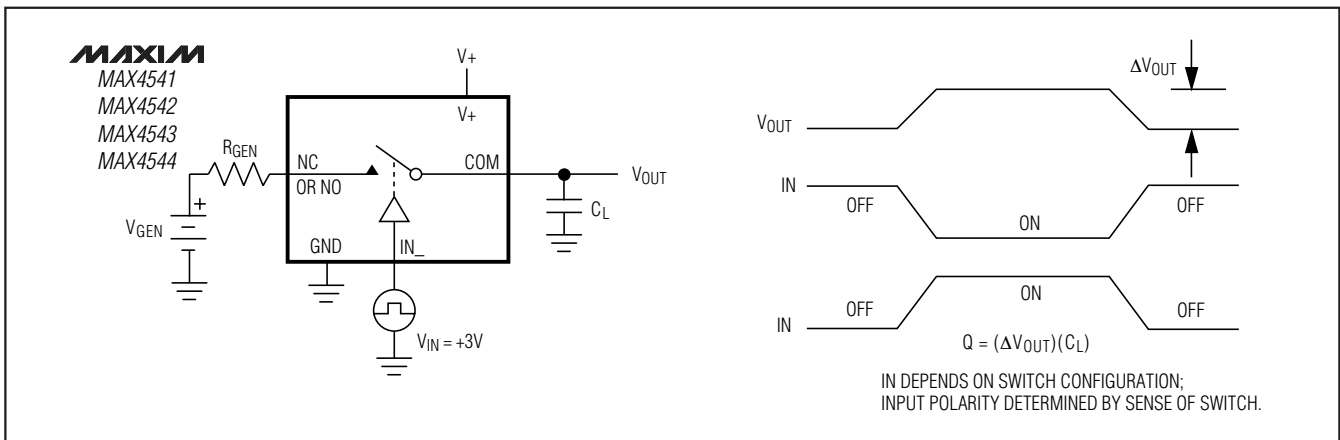 MAXIM
MAX4541
MAX4542
MAX4543
MAX4544
V+
V+
RGEN
NC
OR NO
COM
VOUT
CL
+
VGEN
GND
IN_
VIN = +3V
ΔVOUT
VOUT
IN
OFF
ON
OFF
IN
OFF
ON
OFF
Q = (ΔVOUT)(CL)
IN DEPENDS ON SWITCH CONFIGURATION;
INPUT POLARITY DETERMINED BY SENSE OF SWITCH.